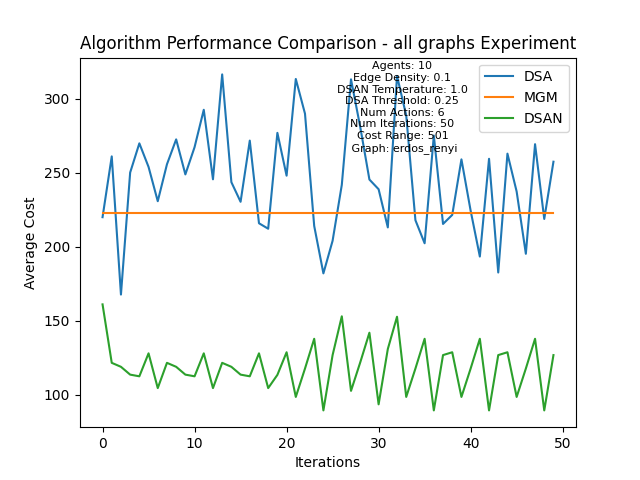 Algorithm Performance Comparison - all graphs Experiment
Agents: 10
Edge Density: 0.1
DSAN Temperature: 1.0
DSA Threshold: 0.25
Num Actions: 6
Num Iterations: 50
Cost Range: 501
Graph: erdos_renyi
DSA
MGM
DSAN
300
250
200
150
100
Average Cost
0 10 20 30 40 50
Iterations